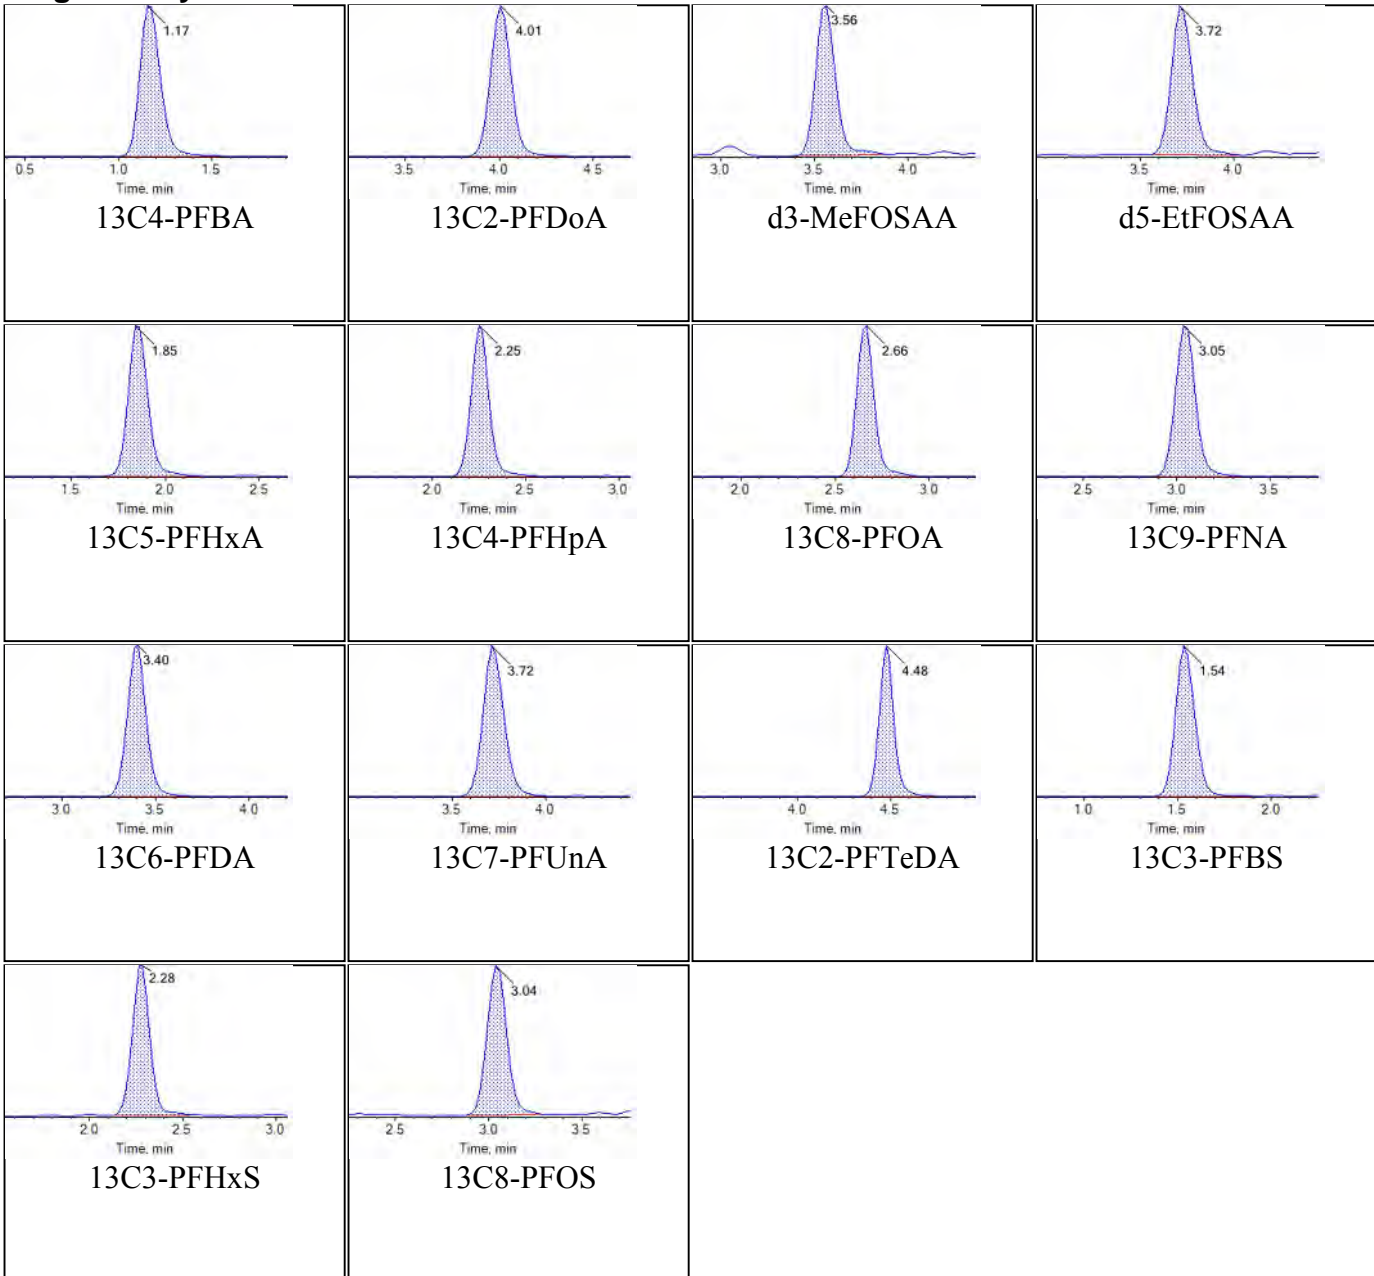 1.17 4.01 3.56 3.72
0.5 1.0 1.5 3.5 4.0 4.5 3.0 3.5 4.0 3.5 4.0
Time, min Time, min Time, min Time, min
13C4-PFBA 13C2-PFDoA d3-MeFOSAA d5-EtFOSAA
1.85 2.25 2.66 3.05
1.5 2.0 2.5 2.0 2.5 3.0 2.0 2.5 3.0 2.5 3.0 3.5
Time, min Time, min Time, min Time, min
13C5-PFHxA 13C4-PFHpA 13C8-PFOA 13C9-PFNA
3.40 3.72 4.48 1.54
3.0 3.5 4.0 3.5 4.0 4.0 4.5 1.0 1.5 2.0
Time, min Time, min Time, min Time, min
13C6-PFDA 13C7-PFUnA 13C2-PFTeDA 13C3-PFBS
2.28 3.04
2.0 2.5 3.0 2.5 3.0 3.5
Time, min Time, min
13C3-PFHxS 13C8-PFOS